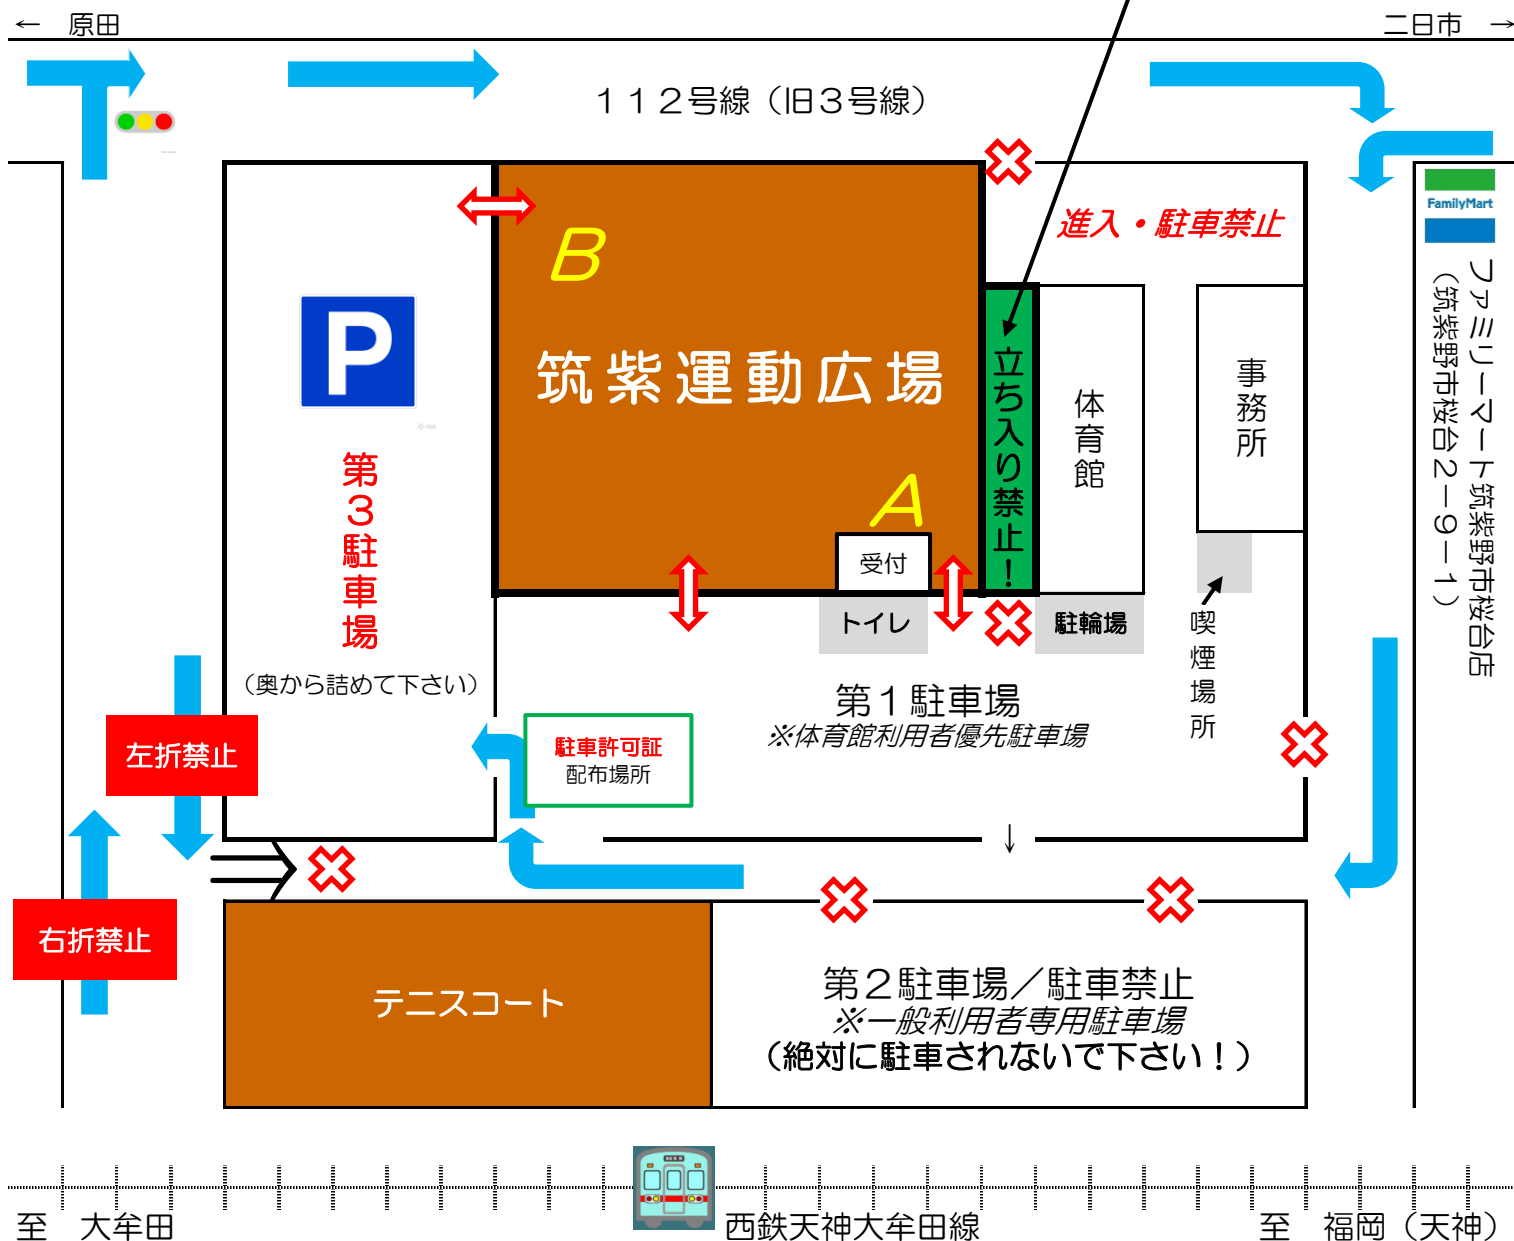 ← 原田
二日市 →
112号線（旧3号線）
FamilyMart
進入・駐車禁止
B
筑紫運動広場
P
立ち入り禁止！
体育館
事務所
ファミリーマート筑紫野市桜台店
（筑紫野市桜台2－9－1）
第3駐車場
（奥から詰めて下さい）
A
受付
トイレ
駐輪場
喫煙場所
第1駐車場
※体育館利用者優先駐車場
駐車許可証
配布場所
左折禁止
↓
右折禁止
テニスコート
第2駐車場／駐車禁止
※一般利用者専用駐車場
（絶対に駐車されないで下さい！）
至 大牟田
西鉄天神大牟田線
至 福岡（天神）